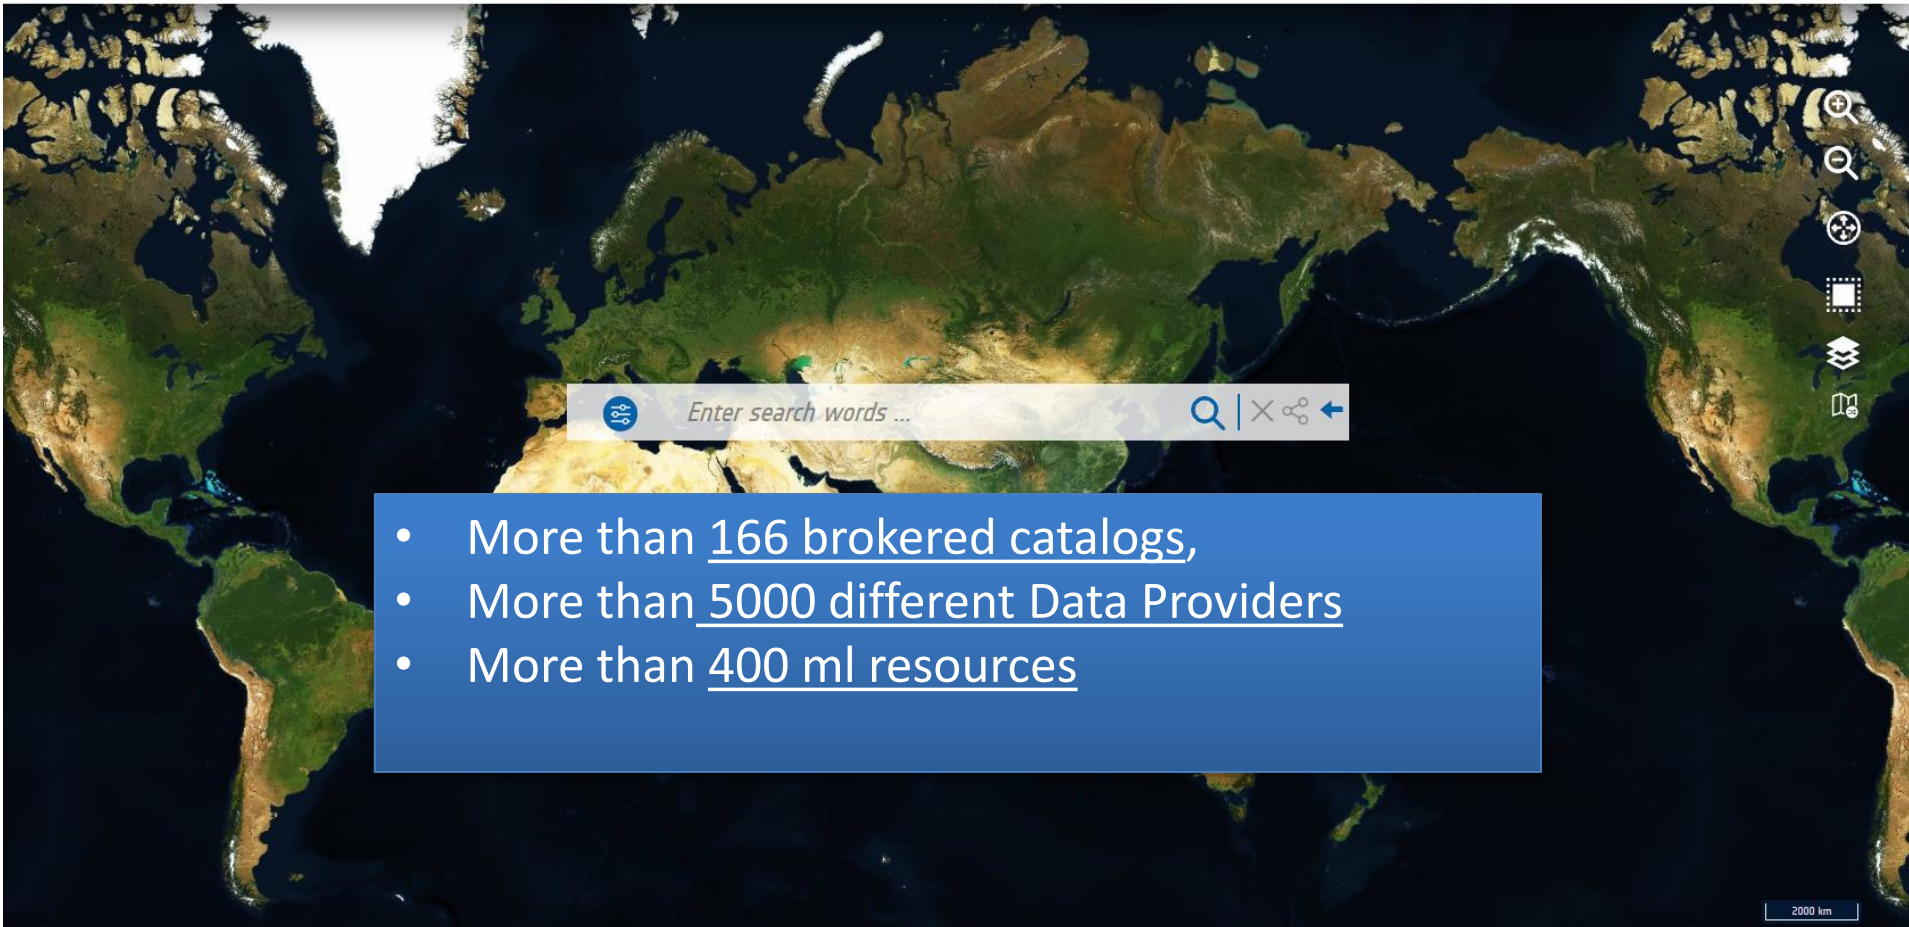 Enter search words ...
• More than 166 brokered catalogs,
• More than 5000 different Data Providers
• More than 400 ml resources
2000 km